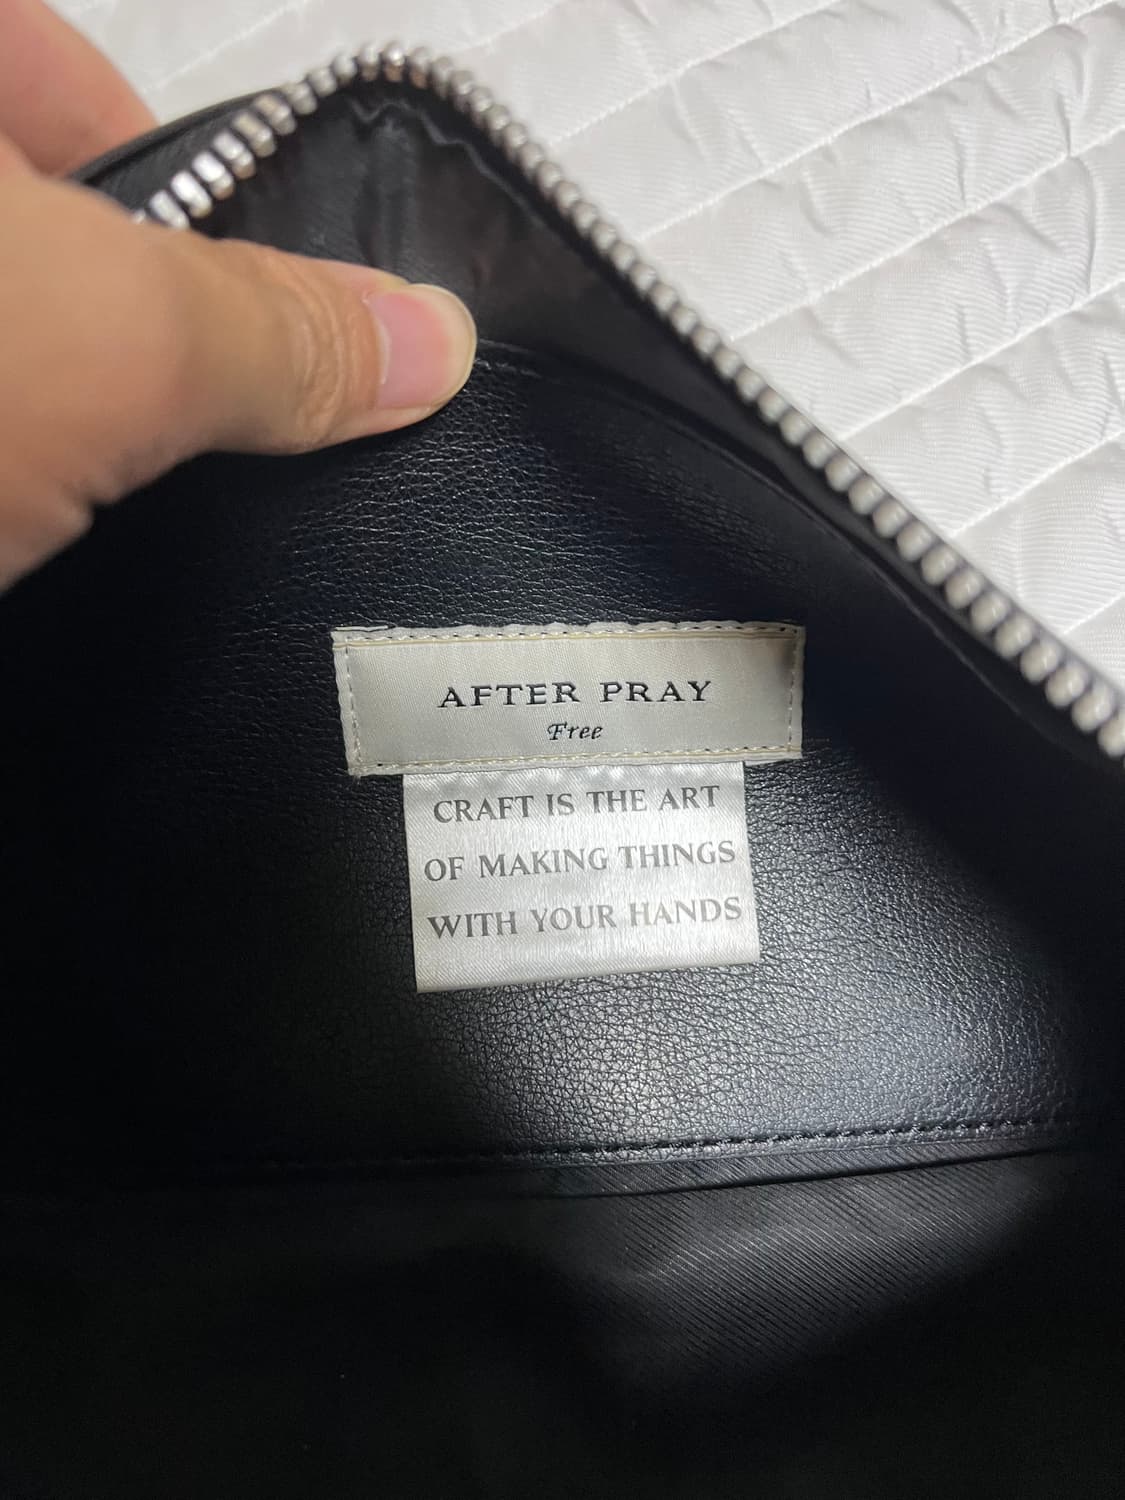 AFTER PRAY
Free
CRAFT IS THE ART
OF MAKING THINGS
WITH YOUR HANDS